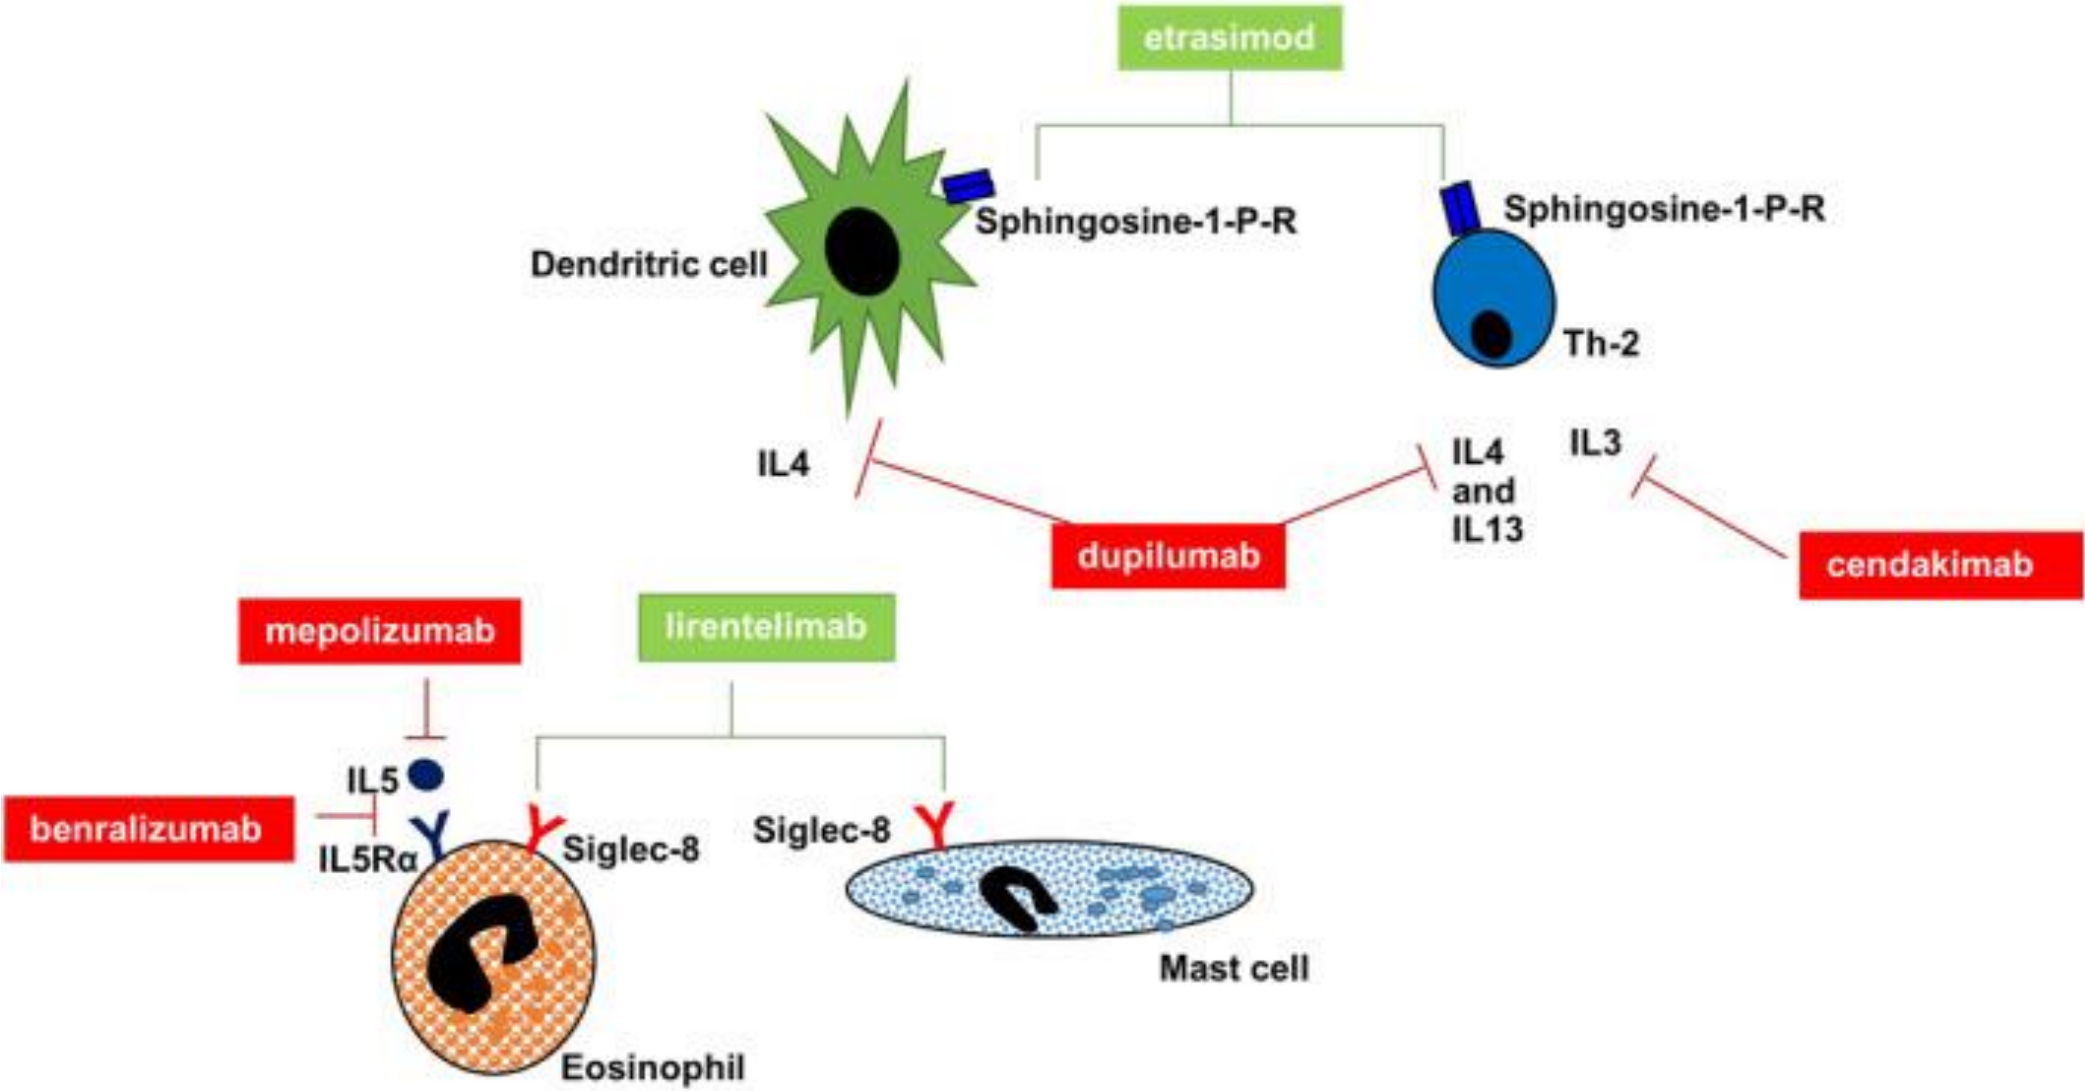 etrasimod
Sphingosine-1-P-R
Sphingosine-1-P-R
Dendritric cell
Th-2
IL4
IL4
and
IL13
IL3
dupilumab
cendakimab
mepolizumab
lirentelimab
IL5
benralizumab
IL5Rα
Siglec-8
Siglec-8
Mast cell
Eosinophil